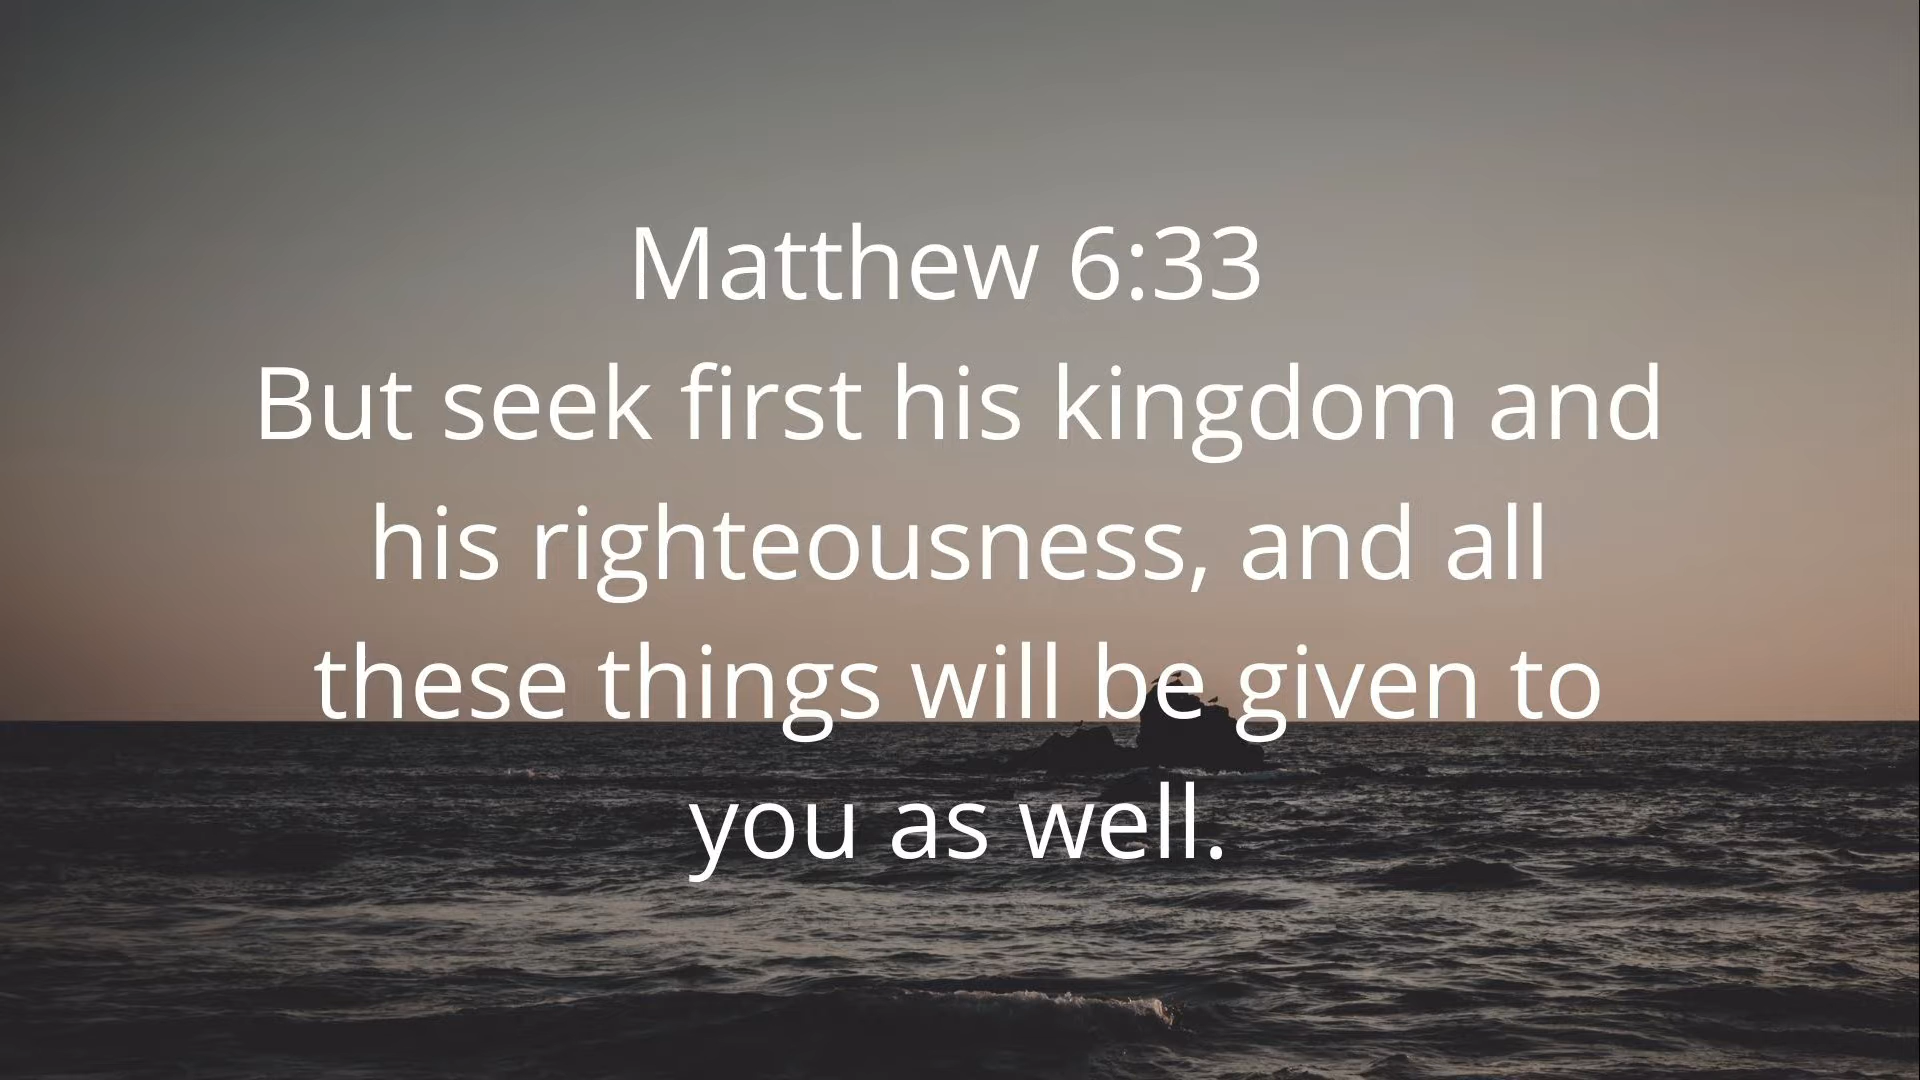 Matthew 6:33
But seek first his kingdom and
his righteousness, and all
these things will be given to
you as well.